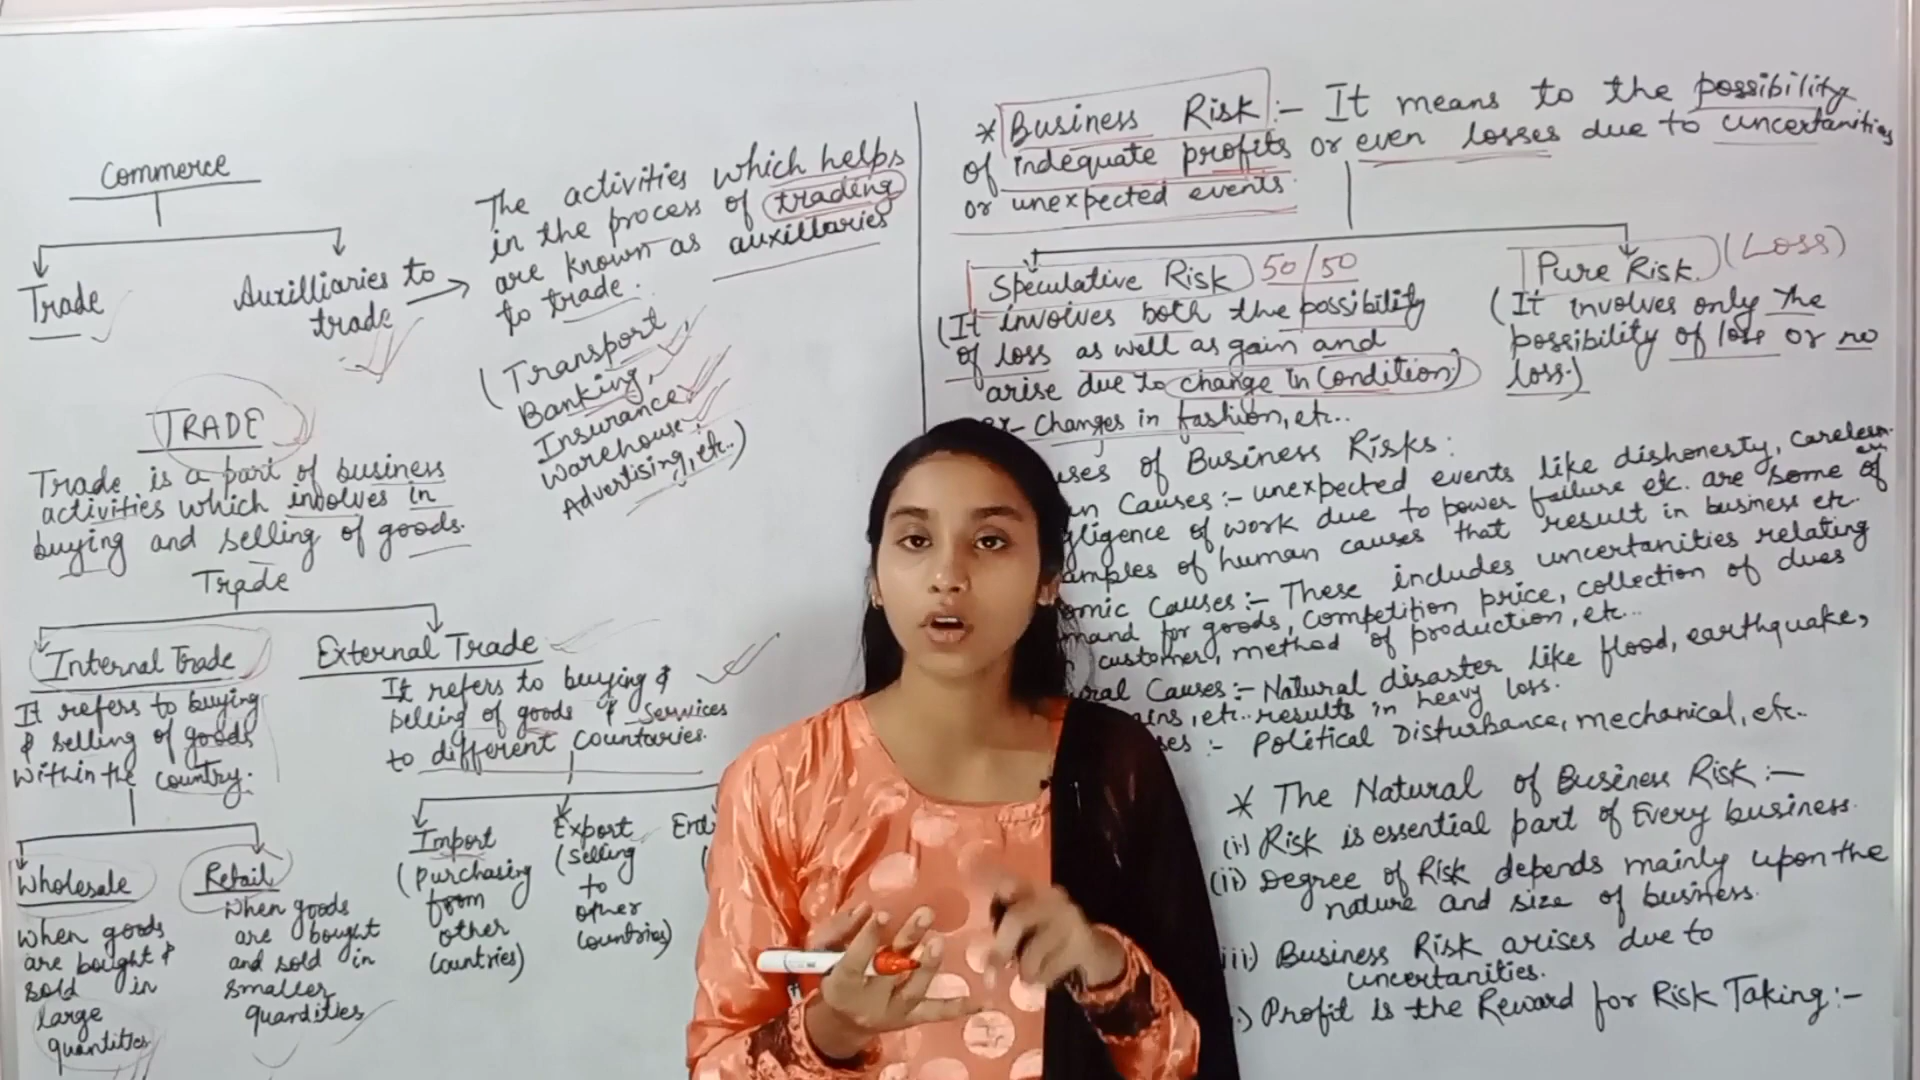 Commerce
Trade
Auxilliaries to
trade
The activities which helps
in the process of trading
are known as auxillaries
to trade.
(Transport,
Banking,
Insurance,
Warehouse,
Advertising, etc..)
TRADE
Trade is a part of business
activities which involves in
buying and selling of goods.
Trade
Internal Trade
It refers to buying
& selling of goods
within the country.
External Trade
It refers to buying &
selling of goods & services
to different countaries.
Wholesale
When goods
are bought &
sold in
large
quantities
Retail
When goods
are bought
and sold in
smaller
quantities
Import
(purchasing
from
other
countries)
Export
(selling
to
other
countries)
* Business Risk :- It means to the possibility
of indequate profits or even losses due to uncertanities
or unexpected events.
Speculative Risk 50/50
(It involves both the possibility
of loss as well as gain and
arise due to change in condition)
Changes in fashion, etc..
Pure Risk. (Loss)
(It involves only the
possibility of loss or no
loss.)
of Business Risks:
Causes :- unexpected events like dishonesty,
of work due to power failure etc. are some of
of human causes that result in business etc.
Causes :- These includes uncertanities relating
for goods, competition price, collection of dues
customer, method of production, etc...
Causes :- Natural disaster like flood, earthquake,
etc.. results in heavy loss.
:- Political Disturbance, mechanical, etc..
* The Natural of Business Risk :-
(i) Risk is essential part of Every business.
(ii) Degree of Risk depends mainly upon the
nature and size of business.
iii) Business Risk arises due to
uncertanities.
) Profit is the Reward for Risk Taking :-